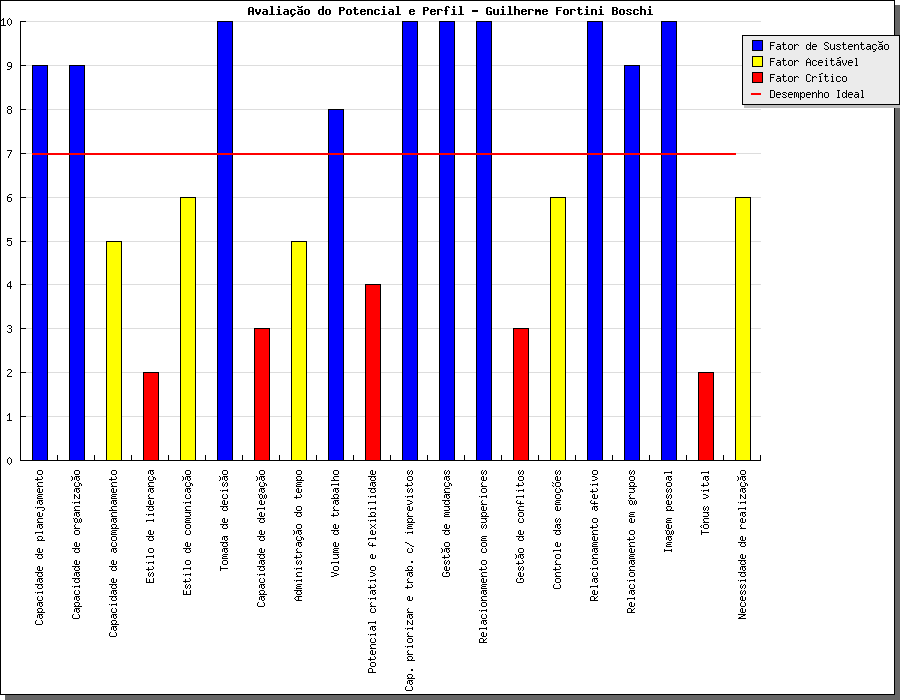 Avaliação do Potencial e Perfil - Guilherme Fortini Boschi
Fator de Sustentação
Fator Aceitável
Fator Crítico
Desempenho Ideal
10
9
8
7
6
5
4
3
2
1
0
Capacidade de planejamento
Capacidade de organização
Capacidade de acompanhamento
Estilo de liderança
Estilo de comunicação
Tomada de decisão
Capacidade de delegação
Administração do tempo
Volume de trabalho
Potencial criativo e flexibilidade
Cap. priorizar e trab. c/ imprevistos
Gestão de mudanças
Relacionamento com superiores
Gestão de conflitos
Controle das emoções
Relacionamento afetivo
Relacionamento em grupos
Imagem pessoal
Tônus vital
Necessidade de realização